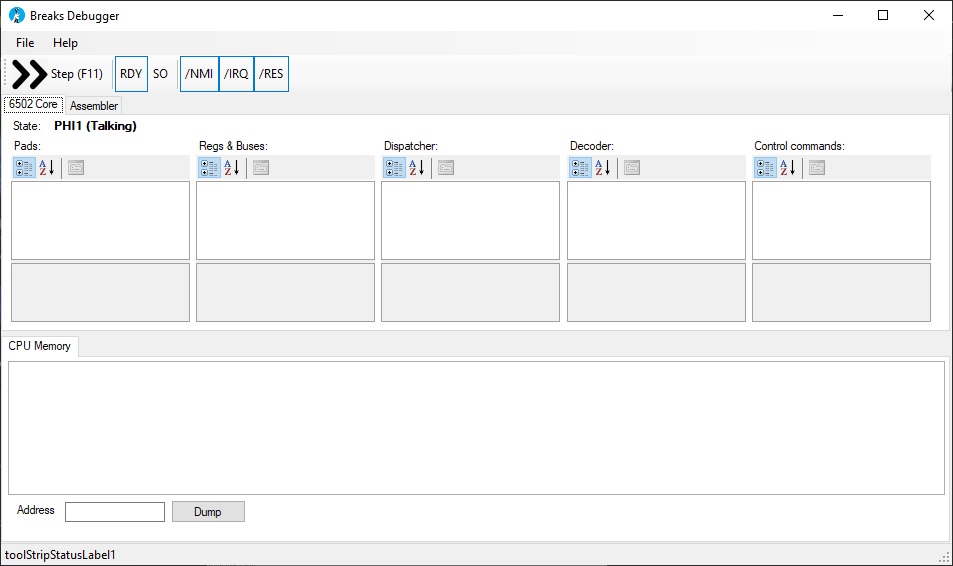 Breaks Debugger
File Help
Step (F11) RDY SO /NMI /IRQ /RES
6502 Core Assembler
State: PHI1 (Talking)
Pads: Regs & Buses: Dispatcher: Decoder: Control commands:
CPU Memory
Address Dump
toolStripStatusLabel1